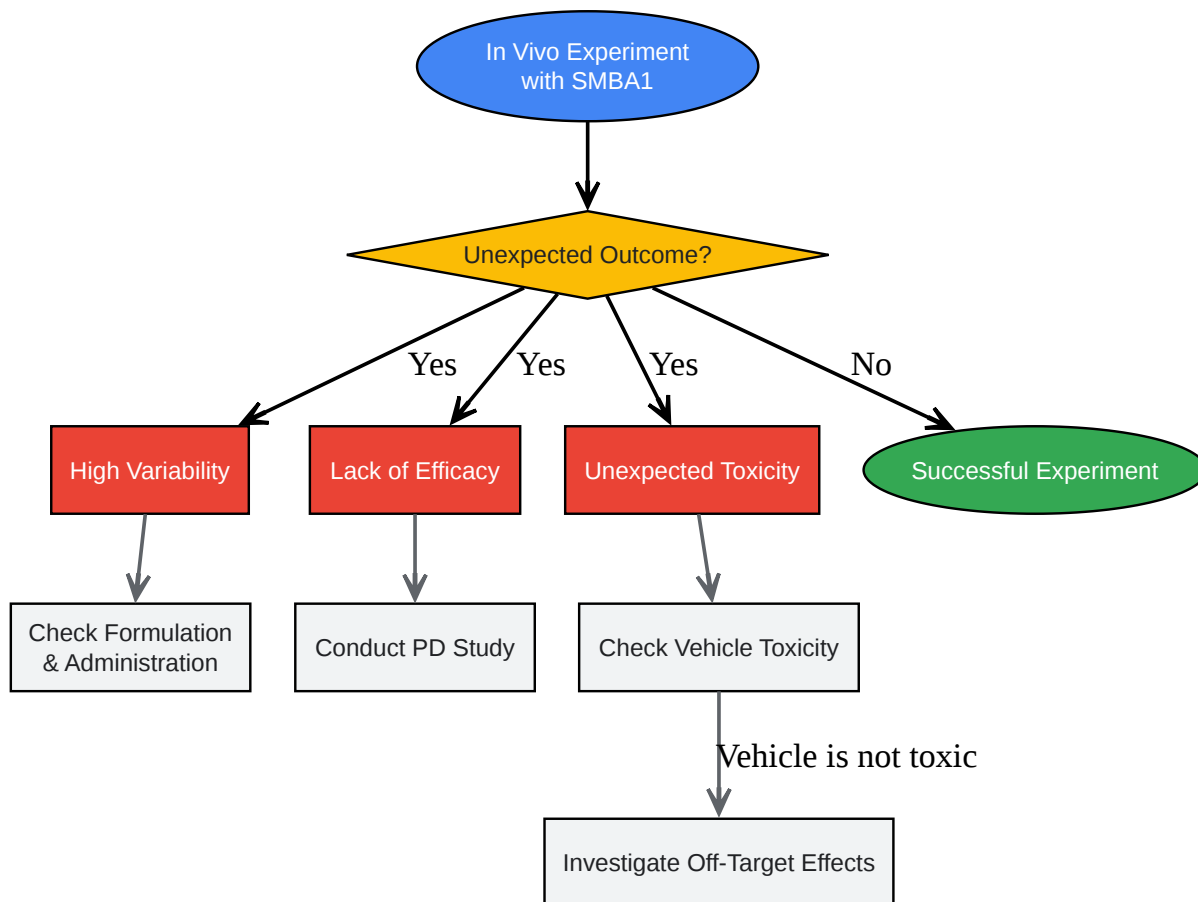 In Vivo Experiment
with SMBA1
Unexpected Outcome?
Yes
Yes
Yes
No
High Variability
Lack of Efficacy
Unexpected Toxicity
Successful Experiment
Check Formulation
& Administration
Conduct PD Study
Check Vehicle Toxicity
Vehicle is not toxic
Investigate Off-Target Effects